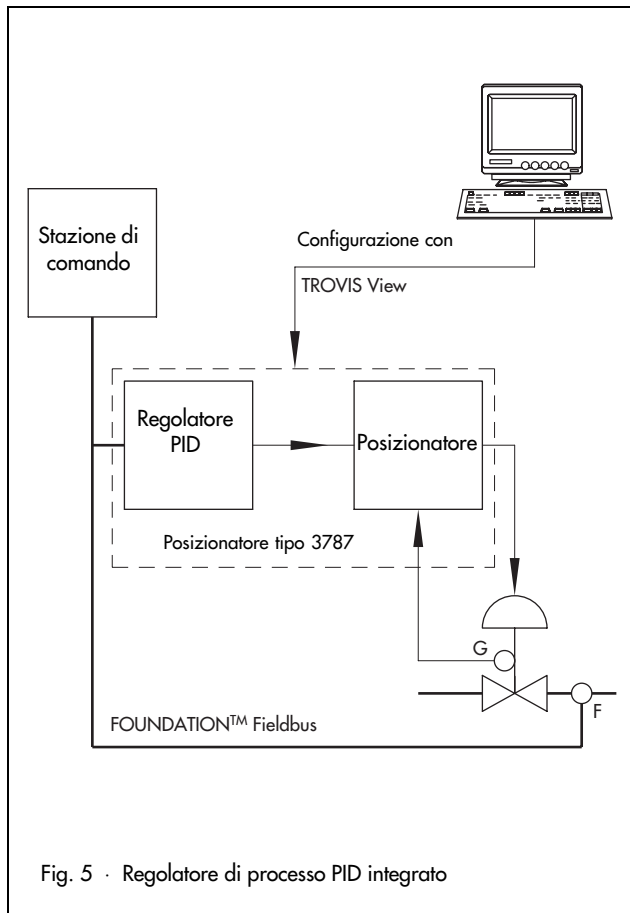 Stazione di
comando
Configurazione con
TROVIS View
Regolatore
PID
Posizionatore
Posizionatore tipo 3787
G
F
FOUNDATION™ Fieldbus
Fig. 5 · Regolatore di processo PID integrato